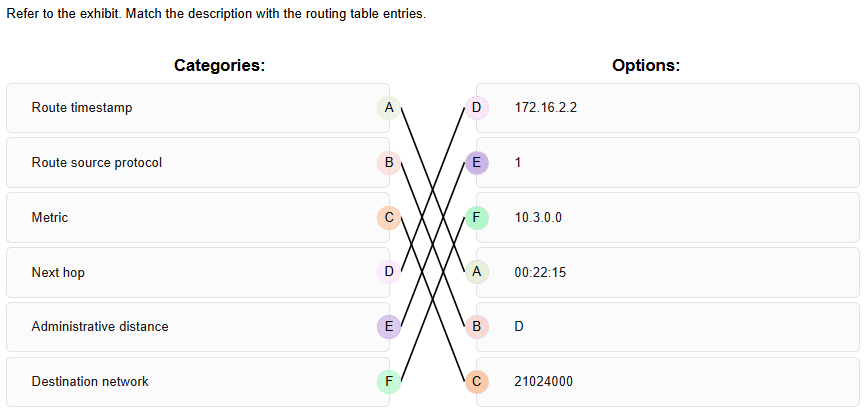 Refer to the exhibit. Match the description with the routing table entries.
Categories:
Options:
Route timestamp
A
D
172.16.2.2
Route source protocol
B
E
1
Metric
C
F
10.3.0.0
Next hop
D
A
00:22:15
Administrative distance
E
B
D
Destination network
F
C
21024000